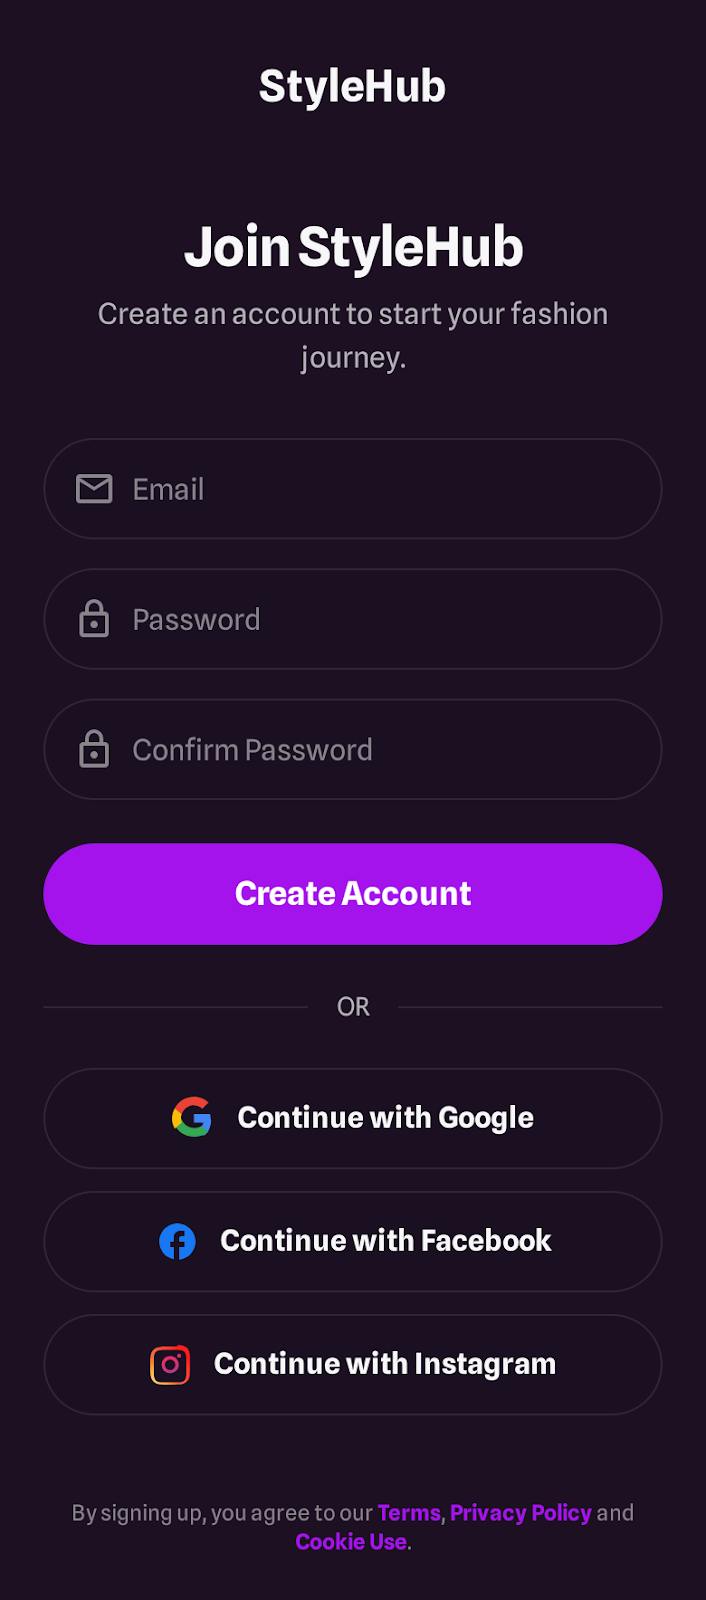 StyleHub
Join StyleHub
Create an account to start your fashion
journey.
Email
Password
Confirm Password
Create Account
OR
Continue with Google
Continue with Facebook
Continue with Instagram
By signing up, you agree to our Terms, Privacy Policy and
Cookie Use.